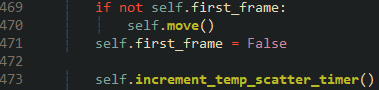 469 if not self.first_frame:
470 self.move()
471 self.first_frame = False
472
473 self.increment_temp_scatter_timer()